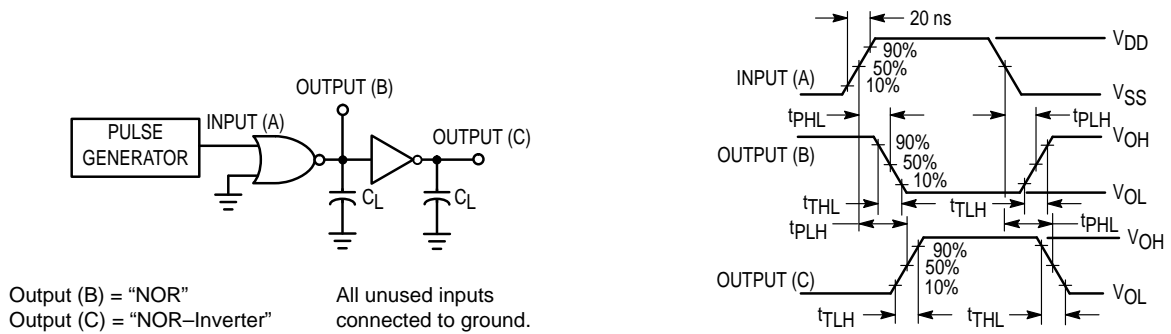 PULSE
GENERATOR
INPUT (A)
OUTPUT (B)
OUTPUT (C)
CL
CL
Output (B) = “NOR”
Output (C) = “NOR–Inverter”
All unused inputs
connected to ground.
20 ns
INPUT (A)
90%
50%
10%
VDD
VSS
tPHL
tPLH
OUTPUT (B)
90%
50%
10%
VOH
VOL
tTHL
tTLH
tPLH
tPHL
OUTPUT (C)
90%
50%
10%
VOH
VOL
tTLH
tTHL